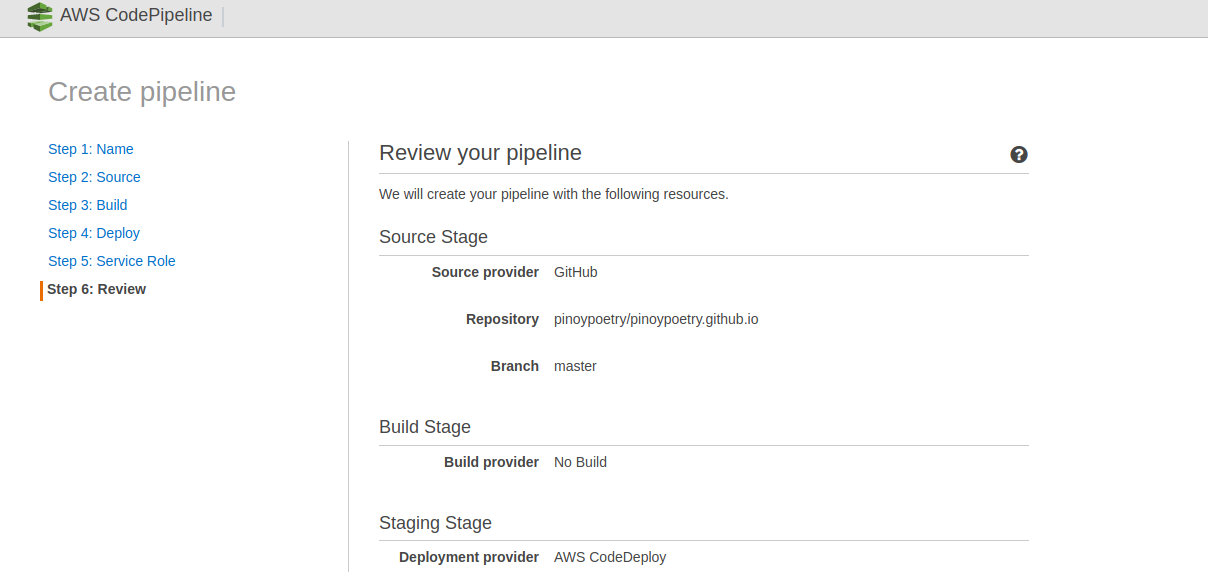 AWS CodePipeline
Create pipeline
Step 1: Name
Step 2: Source
Step 3: Build
Step 4: Deploy
Step 5: Service Role
Step 6: Review
Review your pipeline ?
We will create your pipeline with the following resources.
Source Stage
Source provider GitHub
Repository pinoypoetry/pinoypoetry.github.io
Branch master
Build Stage
Build provider No Build
Staging Stage
Deployment provider AWS CodeDeploy